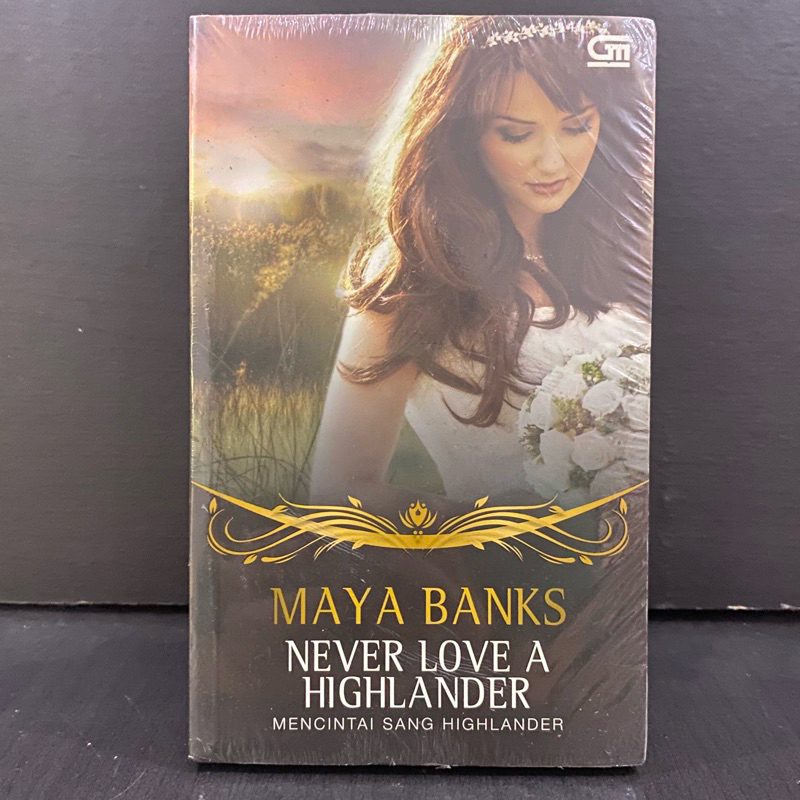 GM
MAYA BANKS
NEVER LOVE A
HIGHLANDER
MENCINTAI SANG HIGHLANDER